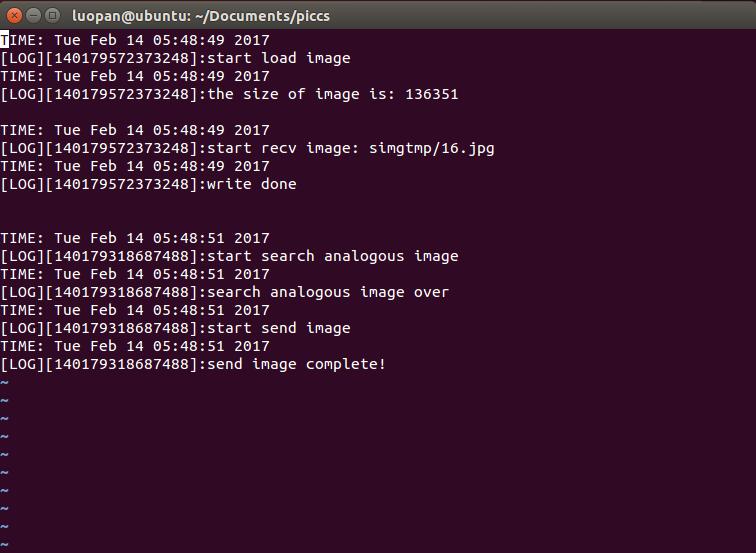 luopan@ubuntu: ~/Documents/piccs
TIME: Tue Feb 14 05:48:49 2017
[LOG][140179572373248]:start load image
TIME: Tue Feb 14 05:48:49 2017
[LOG][140179572373248]:the size of image is: 136351
TIME: Tue Feb 14 05:48:49 2017
[LOG][140179572373248]:start recv image: simgtmp/16.jpg
TIME: Tue Feb 14 05:48:49 2017
[LOG][140179572373248]:write done
TIME: Tue Feb 14 05:48:51 2017
[LOG][140179318687488]:start search analogous image
TIME: Tue Feb 14 05:48:51 2017
[LOG][140179318687488]:search analogous image over
TIME: Tue Feb 14 05:48:51 2017
[LOG][140179318687488]:start send image
TIME: Tue Feb 14 05:48:51 2017
[LOG][140179318687488]:send image complete!
~
~
~
~
~
~
~
~
~
~